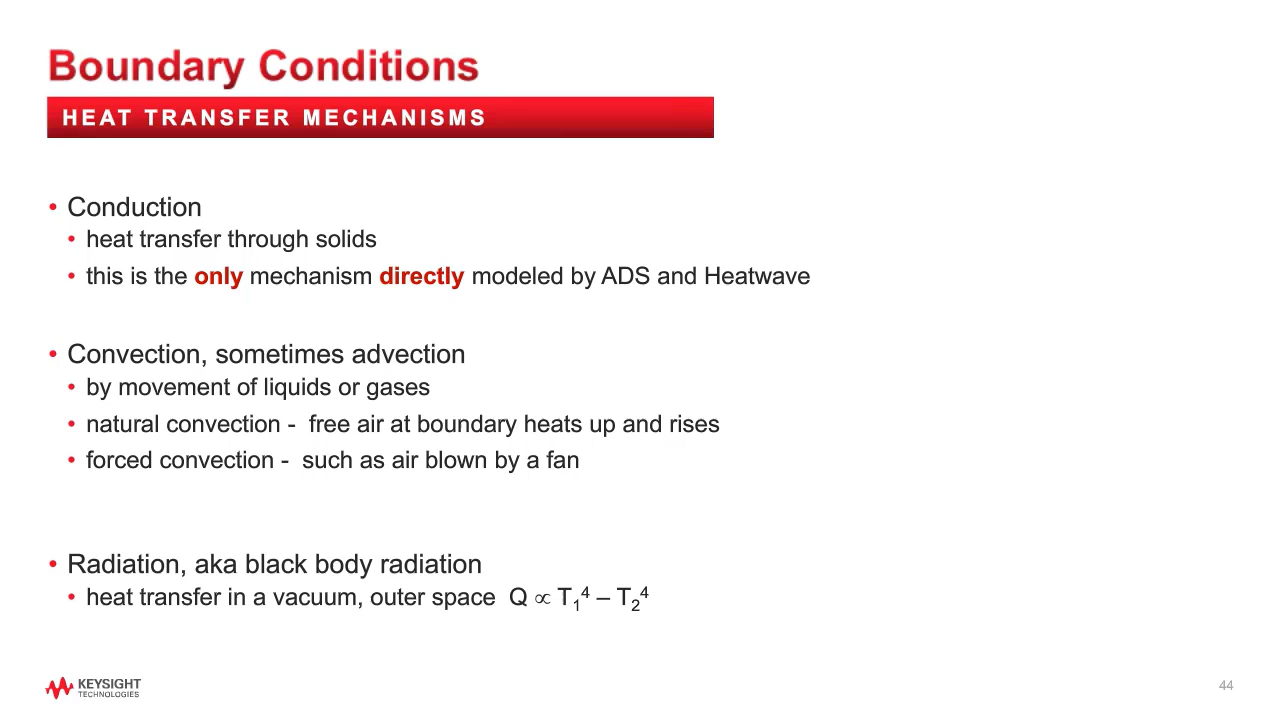 Boundary Conditions
HEAT TRANSFER MECHANISMS
• Conduction
• heat transfer through solids
• this is the only mechanism directly modeled by ADS and Heatwave
• Convection, sometimes advection
• by movement of liquids or gases
• natural convection - free air at boundary heats up and rises
• forced convection - such as air blown by a fan
• Radiation, aka black body radiation
• heat transfer in a vacuum, outer space Q ∝ T₁⁴ – T₂⁴
KEYSIGHT
TECHNOLOGIES
44